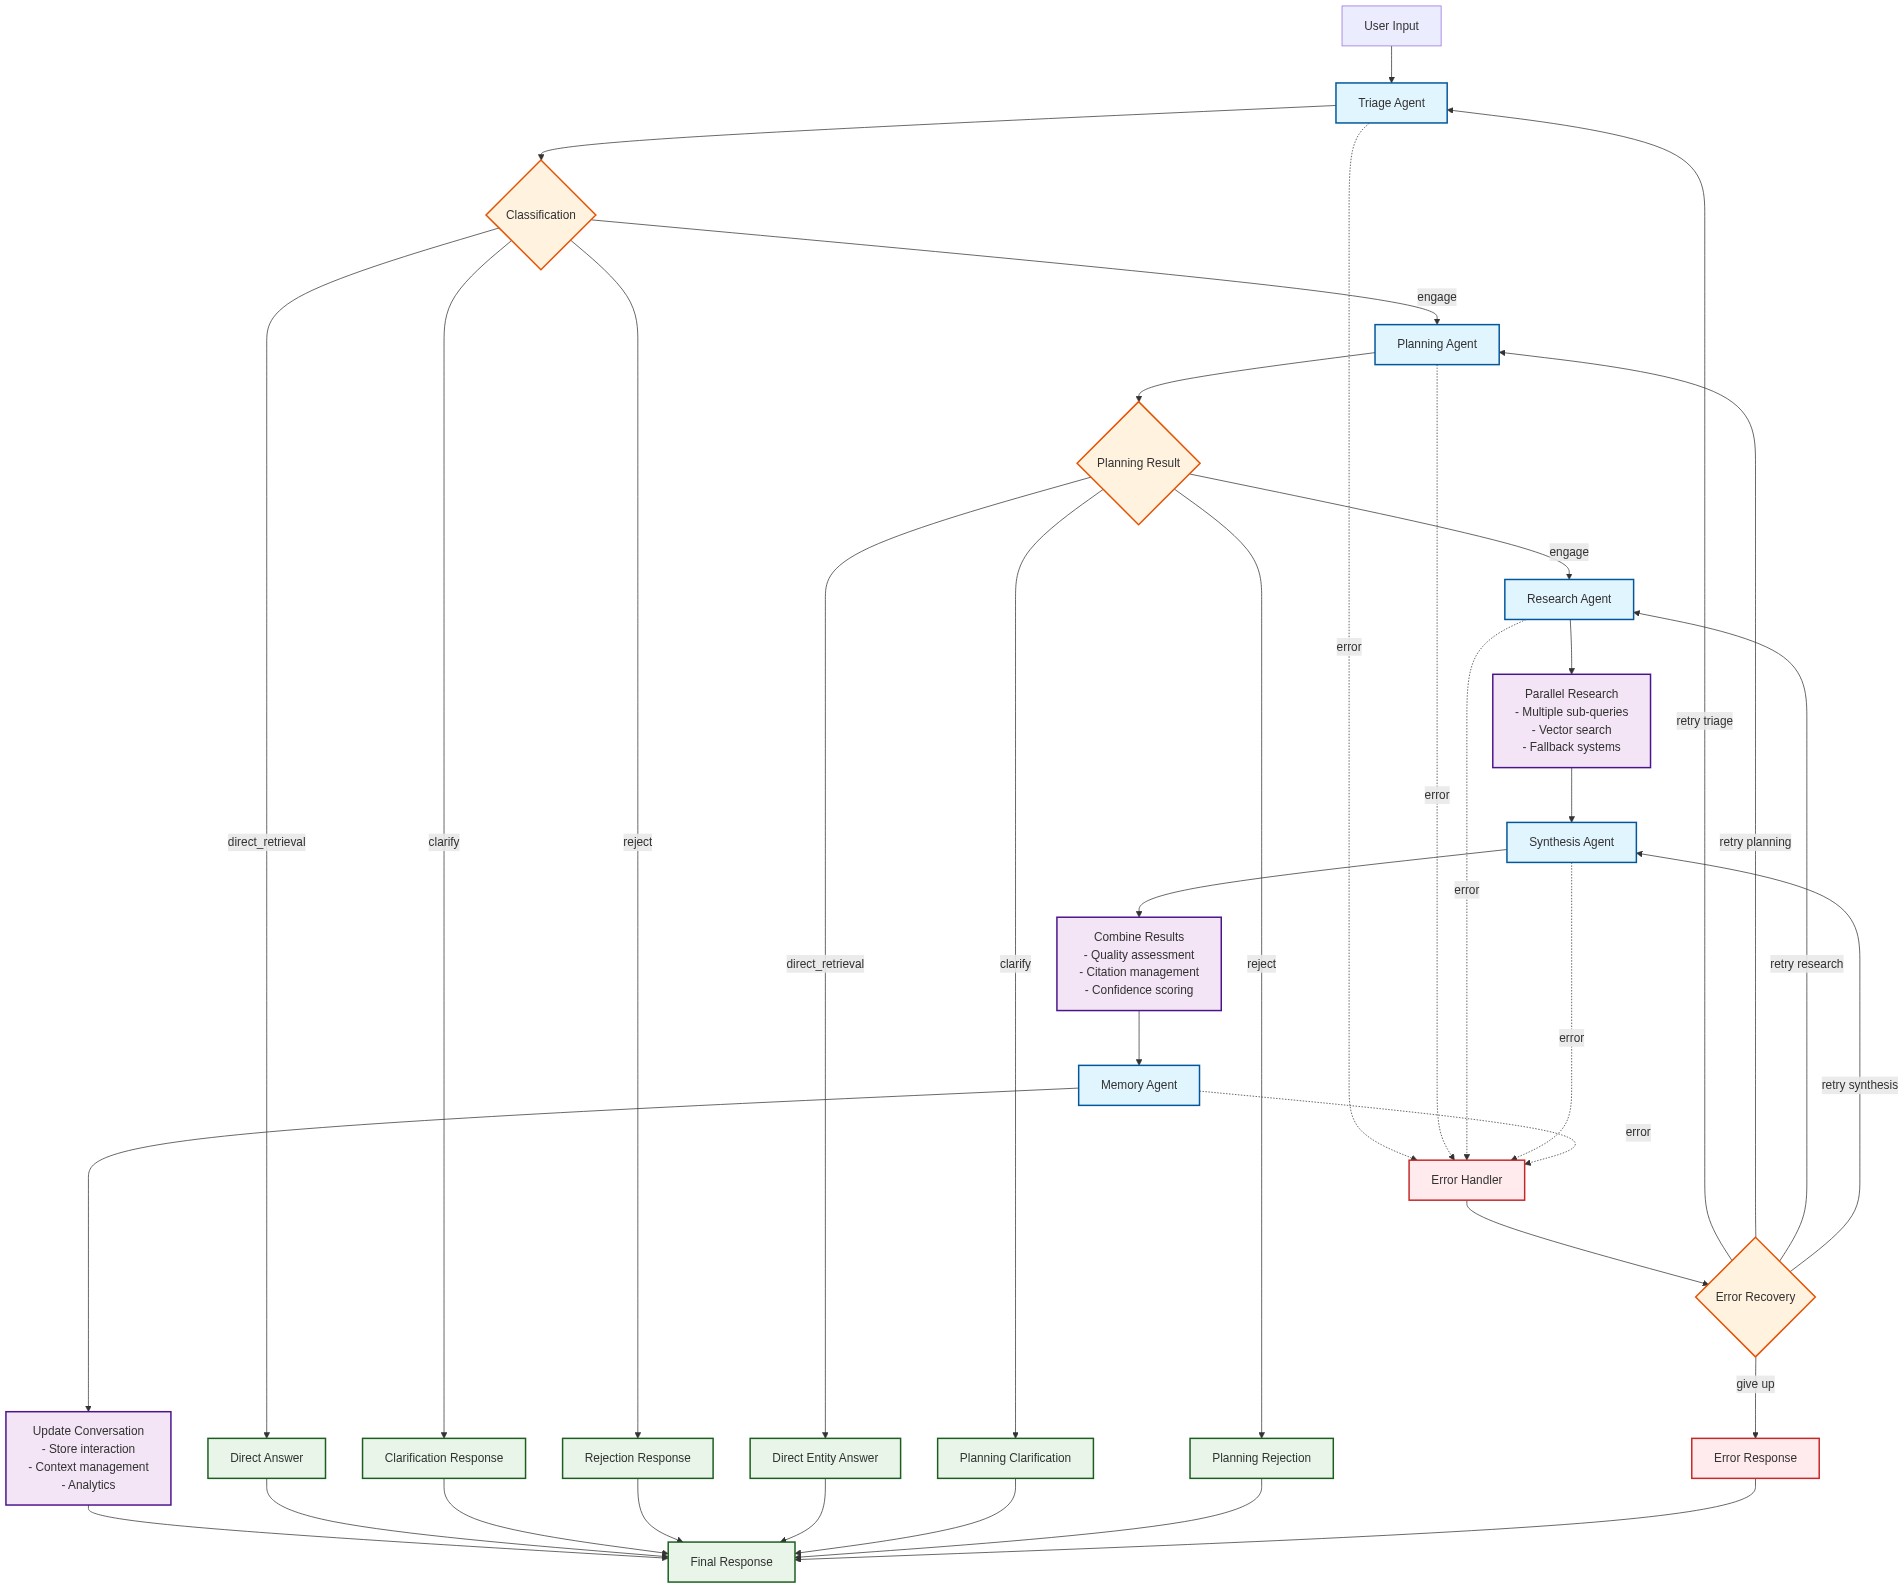 User Input
Triage Agent
Classification
engage
Planning Agent
Planning Result
engage
Research Agent
error
Parallel Research
- Multiple sub-queries
- Vector search
- Fallback systems
retry triage
error
direct_retrieval
clarify
reject
Synthesis Agent
retry planning
error
Combine Results
- Quality assessment
- Citation management
- Confidence scoring
direct_retrieval
clarify
reject
retry research
error
Memory Agent
retry synthesis
error
Error Handler
Error Recovery
give up
Update Conversation
- Store interaction
- Context management
- Analytics
Direct Answer
Clarification Response
Rejection Response
Direct Entity Answer
Planning Clarification
Planning Rejection
Error Response
Final Response